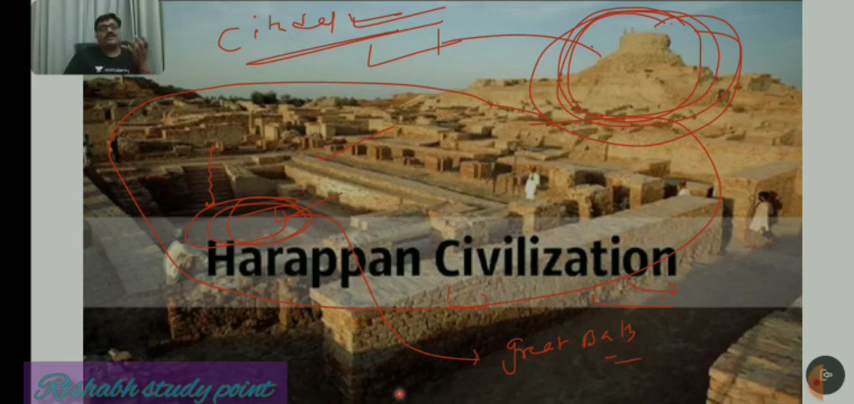 Citadel
Harappan Civilization
Great Bath
Rishabh study point